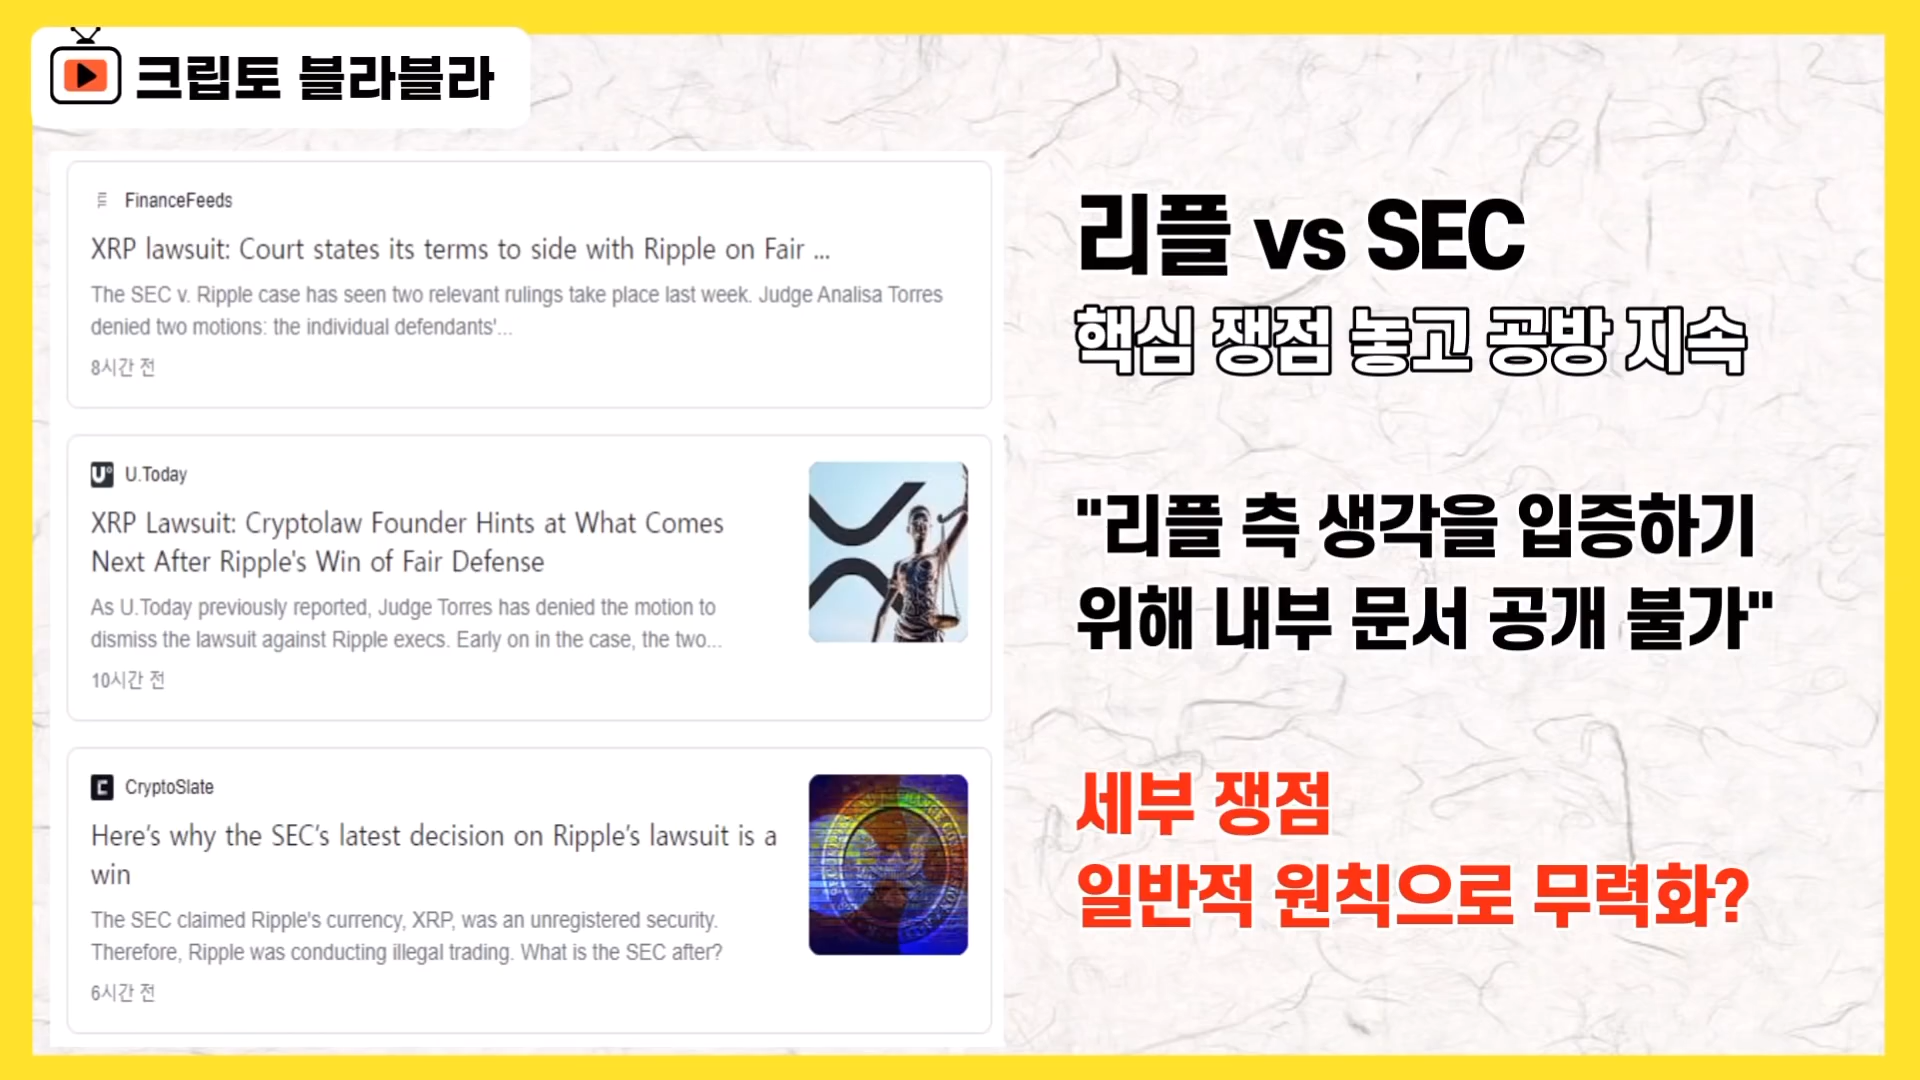 크립토 블라블라
FinanceFeeds
XRP lawsuit: Court states its terms to side with Ripple on Fair ...
The SEC v. Ripple case has seen two relevant rulings take place last week. Judge Analisa Torres
denied two motions: the individual defendants'...
8시간 전
U.Today
XRP Lawsuit: Cryptolaw Founder Hints at What Comes
Next After Ripple's Win of Fair Defense
As U.Today previously reported, Judge Torres has denied the motion to
dismiss the lawsuit against Ripple execs. Early on in the case, the two...
10시간 전
CryptoSlate
Here’s why the SEC’s latest decision on Ripple’s lawsuit is a
win
The SEC claimed Ripple's currency, XRP, was an unregistered security.
Therefore, Ripple was conducting illegal trading. What is the SEC after?
6시간 전
리플 vs SEC
핵심 쟁점 놓고 공방 지속
"리플 측 생각을 입증하기
위해 내부 문서 공개 불가"
세부 쟁점
일반적 원칙으로 무력화?